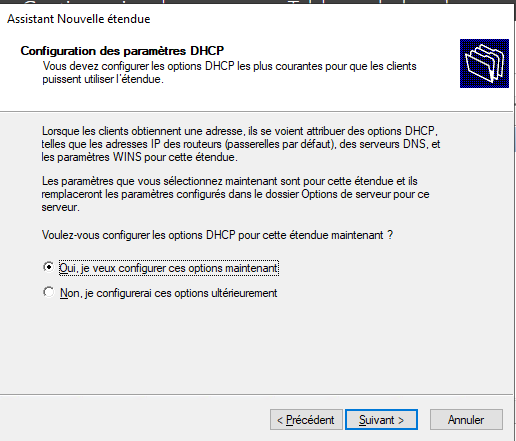 Assistant Nouvelle étendue
Configuration des paramètres DHCP
Vous devez configurer les options DHCP les plus courantes pour que les clients
puissent utiliser l'étendue.
Lorsque les clients obtiennent une adresse, ils se voient attribuer des options DHCP,
telles que les adresses IP des routeurs (passerelles par défaut), des serveurs DNS, et
les paramètres WINS pour cette étendue.
Les paramètres que vous sélectionnez maintenant sont pour cette étendue et ils
remplaceront les paramètres configurés dans le dossier Options de serveur pour ce
serveur.
Voulez-vous configurer les options DHCP pour cette étendue maintenant ?
Oui, je veux configurer ces options maintenant
Non, je configurerai ces options ultérieurement
< Précédent
Suivant >
Annuler